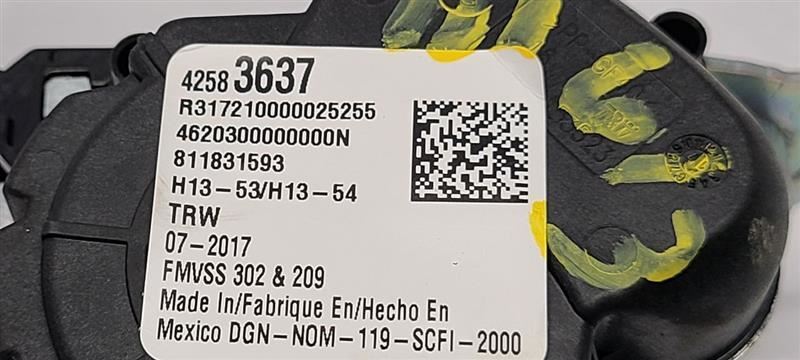 4258 3637
R317210000025255
4620300000000N
811831593
H13-53/H13-54
TRW
07-2017
FMVSS 302 & 209
Made In/Fabrique En/Hecho En
Mexico DGN-NOM-119-SCFI-2000